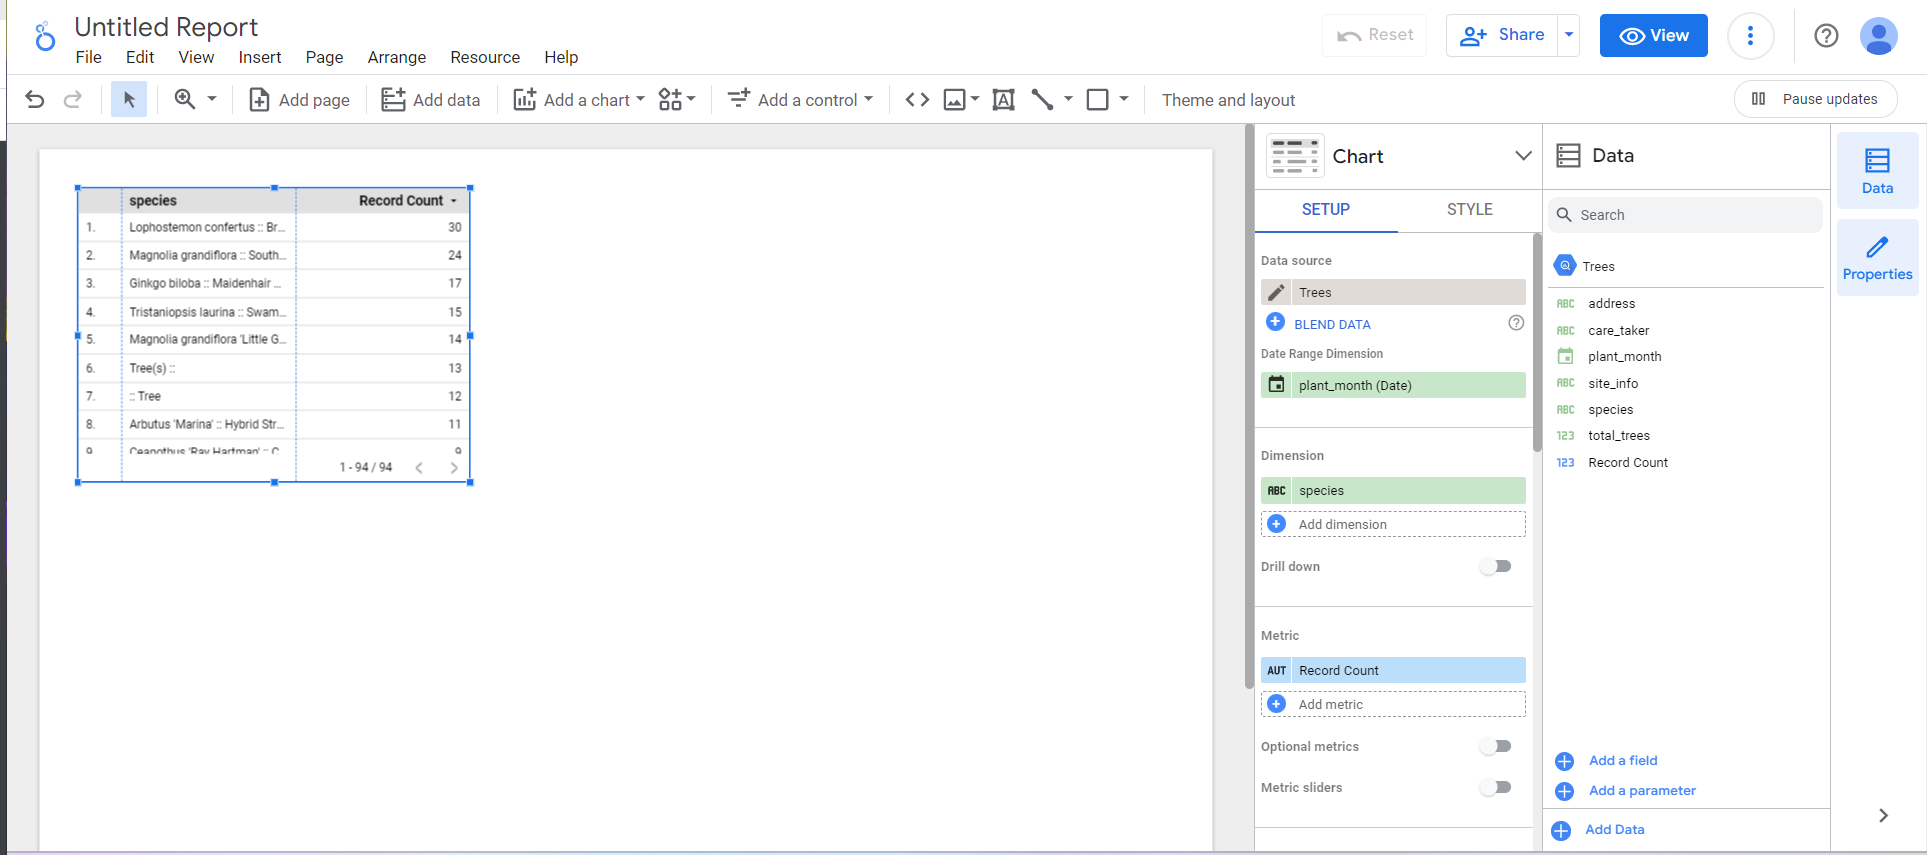 Untitled Report
File Edit View Insert Page Arrange Resource Help
Reset
Share
View
Add page
Add data
Add a chart
Add a control
Theme and layout
Pause updates
species Record Count
1. Lophostemon confertus :: Br... 30
2. Magnolia grandiflora :: South... 24
3. Ginkgo biloba :: Maidenhair ... 17
4. Tristaniopsis laurina :: Swam... 15
5. Magnolia grandiflora 'Little G... 14
6. Tree(s) :: 13
7. :: Tree 12
8. Arbutus 'Marina' :: Hybrid Str... 11
9. Ceanothus 'Ray Hartman' :: C... 9
1 - 94 / 94
Chart
SETUP STYLE
Data source
Trees
BLEND DATA
Date Range Dimension
plant_month (Date)
Dimension
ABC species
Add dimension
Drill down
Metric
AUT Record Count
Add metric
Optional metrics
Metric sliders
Data
Search
Trees
ABC address
ABC care_taker
plant_month
ABC site_info
ABC species
123 total_trees
123 Record Count
Add a field
Add a parameter
Add Data
Data
Properties